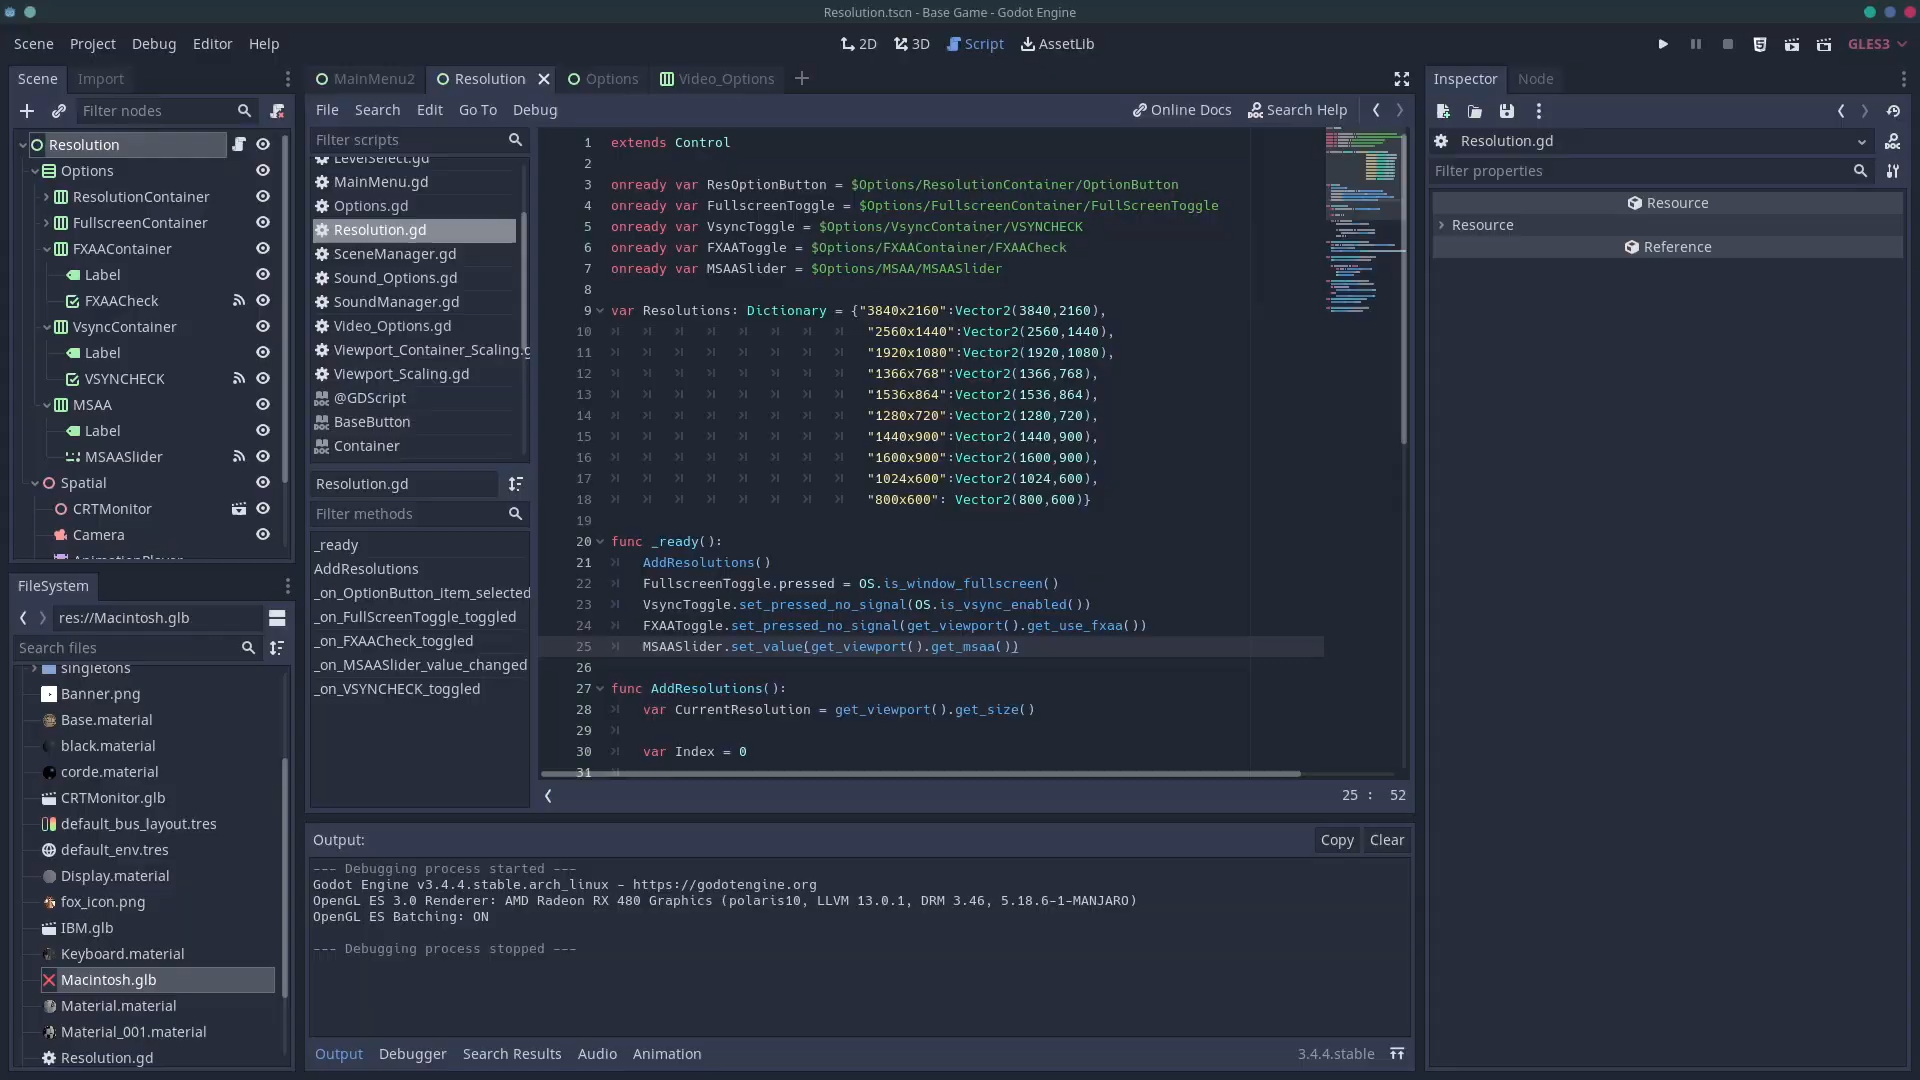 Resolution.tscn - Base Game - Godot Engine
Scene Project Debug Editor Help
2D 3D Script AssetLib
GLES3
Scene Import
Filter nodes
Resolution
Options
ResolutionContainer
FullscreenContainer
FXAAContainer
Label
FXAACheck
VsyncContainer
Label
VSYNCHECK
MSAA
Label
MSAASlider
Spatial
CRTMonitor
Camera
AnimationPlayer
FileSystem
res://Macintosh.glb
Search files
singletons
Banner.png
Base.material
black.material
corde.material
CRTMonitor.glb
default_bus_layout.tres
default_env.tres
Display.material
fox_icon.png
IBM.glb
Keyboard.material
Macintosh.glb
Material.material
Material_001.material
Resolution.gd
MainMenu2 Resolution Options Video_Options
File Search Edit Go To Debug
Online Docs Search Help
Filter scripts
LevelSelect.gd
MainMenu.gd
Options.gd
Resolution.gd
SceneManager.gd
Sound_Options.gd
SoundManager.gd
Video_Options.gd
Viewport_Container_Scaling.g
Viewport_Scaling.gd
@GDScript
BaseButton
Container
Resolution.gd
Filter methods
_ready
AddResolutions
_on_OptionButton_item_selected
_on_FullScreenToggle_toggled
_on_FXAACheck_toggled
_on_MSAASlider_value_changed
_on_VSYNCHECK_toggled
1 extends Control
2
3 onready var ResOptionButton = $Options/ResolutionContainer/OptionButton
4 onready var FullscreenToggle = $Options/FullscreenContainer/FullScreenToggle
5 onready var VsyncToggle = $Options/VsyncContainer/VSYNCHECK
6 onready var FXAAToggle = $Options/FXAAContainer/FXAACheck
7 onready var MSAASlider = $Options/MSAA/MSAASlider
8
9 var Resolutions: Dictionary = {"3840x2160":Vector2(3840,2160),
10 "2560x1440":Vector2(2560,1440),
11 "1920x1080":Vector2(1920,1080),
12 "1366x768":Vector2(1366,768),
13 "1536x864":Vector2(1536,864),
14 "1280x720":Vector2(1280,720),
15 "1440x900":Vector2(1440,900),
16 "1600x900":Vector2(1600,900),
17 "1024x600":Vector2(1024,600),
18 "800x600": Vector2(800,600)}
19
20 func _ready():
21 AddResolutions()
22 FullscreenToggle.pressed = OS.is_window_fullscreen()
23 VsyncToggle.set_pressed_no_signal(OS.is_vsync_enabled())
24 FXAAToggle.set_pressed_no_signal(get_viewport().get_use_fxaa())
25 MSAASlider.set_value(get_viewport().get_msaa())
26
27 func AddResolutions():
28 var CurrentResolution = get_viewport().get_size()
29
30 var Index = 0
31
25 : 52
Output:
Copy Clear
--- Debugging process started ---
Godot Engine v3.4.4.stable.arch_linux - https://godotengine.org
OpenGL ES 3.0 Renderer: AMD Radeon RX 480 Graphics (polaris10, LLVM 13.0.1, DRM 3.46, 5.18.6-1-MANJARO)
OpenGL ES Batching: ON
--- Debugging process stopped ---
Output Debugger Search Results Audio Animation
3.4.4.stable
Inspector Node
Resolution.gd
Filter properties
Resource
Resource
Reference